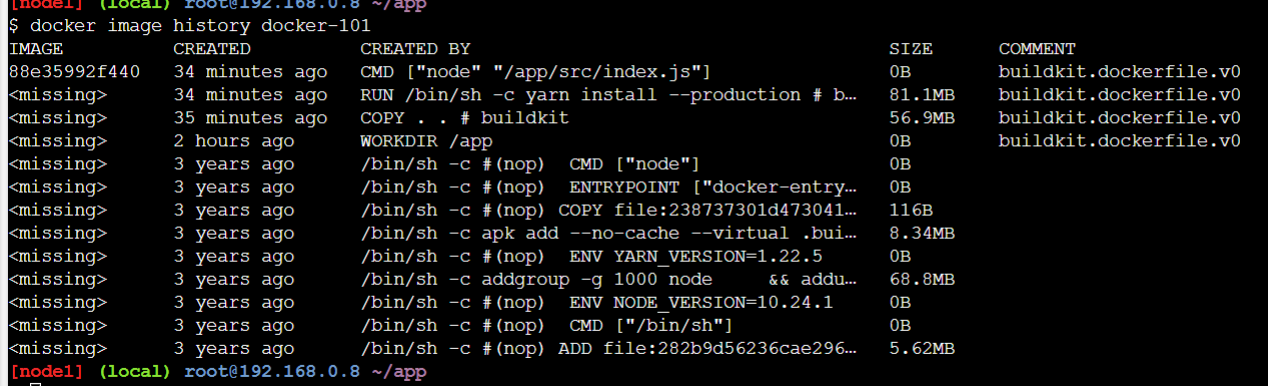 [node1] (local) root@192.168.0.8 ~/app
$ docker image history docker-101
IMAGE CREATED CREATED BY SIZE COMMENT
88e35992f440 34 minutes ago CMD ["node" "/app/src/index.js"] 0B buildkit.dockerfile.v0
<missing> 34 minutes ago RUN /bin/sh -c yarn install --production # b… 81.1MB buildkit.dockerfile.v0
<missing> 35 minutes ago COPY . . # buildkit 56.9MB buildkit.dockerfile.v0
<missing> 2 hours ago WORKDIR /app 0B buildkit.dockerfile.v0
<missing> 3 years ago /bin/sh -c #(nop) CMD ["node"] 0B
<missing> 3 years ago /bin/sh -c #(nop) ENTRYPOINT ["docker-entry… 0B
<missing> 3 years ago /bin/sh -c #(nop) COPY file:238737301d473041… 116B
<missing> 3 years ago /bin/sh -c apk add --no-cache --virtual .bui… 8.34MB
<missing> 3 years ago /bin/sh -c #(nop) ENV YARN_VERSION=1.22.5 0B
<missing> 3 years ago /bin/sh -c addgroup -g 1000 node && addu… 68.8MB
<missing> 3 years ago /bin/sh -c #(nop) ENV NODE_VERSION=10.24.1 0B
<missing> 3 years ago /bin/sh -c #(nop) CMD ["/bin/sh"] 0B
<missing> 3 years ago /bin/sh -c #(nop) ADD file:282b9d56236cae296… 5.62MB
[node1] (local) root@192.168.0.8 ~/app